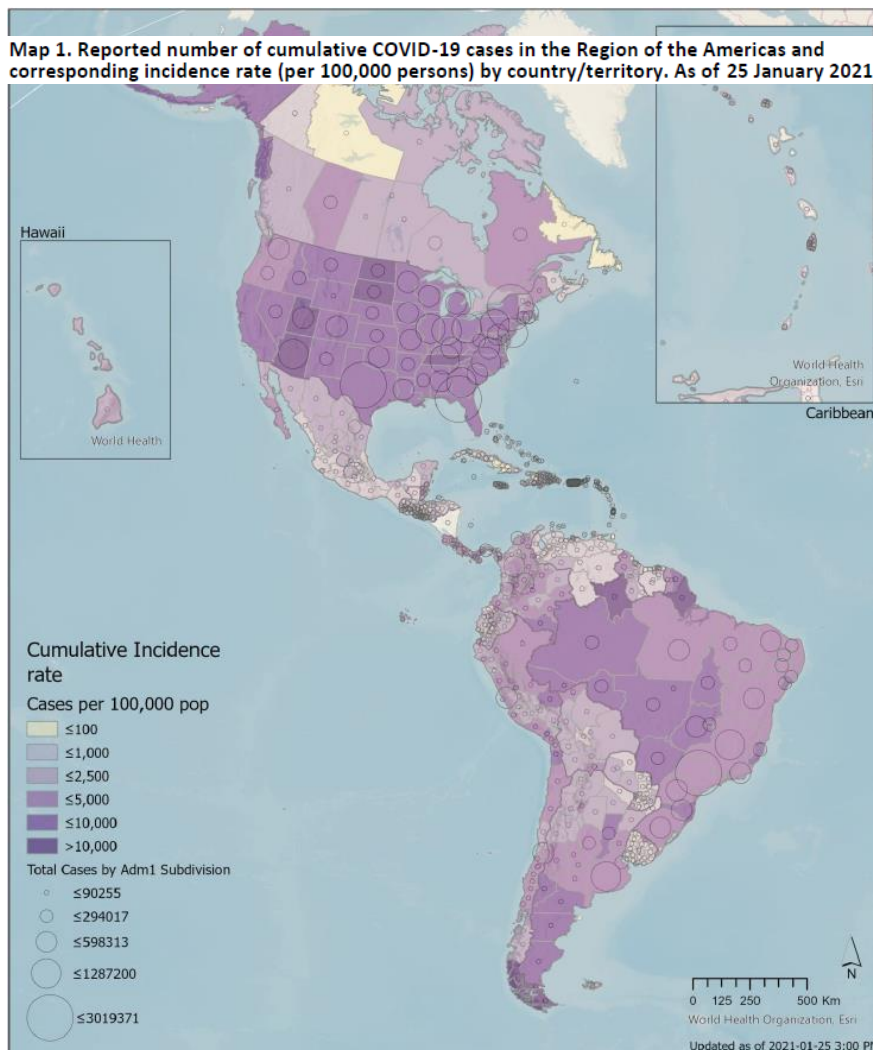 Map 1. Reported number of cumulative COVID-19 cases in the Region of the Americas and
corresponding incidence rate (per 100,000 persons) by country/territory. As of 25 January 2021
Hawaii
World Health
World Health
Organization, Esri
Caribbean
Cumulative Incidence
rate
Cases per 100,000 pop
≤100
≤1,000
≤2,500
≤5,000
≤10,000
>10,000
Total Cases by Adm1 Subdivision
≤90255
≤294017
≤598313
≤1287200
≤3019371
N
0 125 250 500 Km
World Health Organization, Esri
Updated as of 2021-01-25 3:00 PM